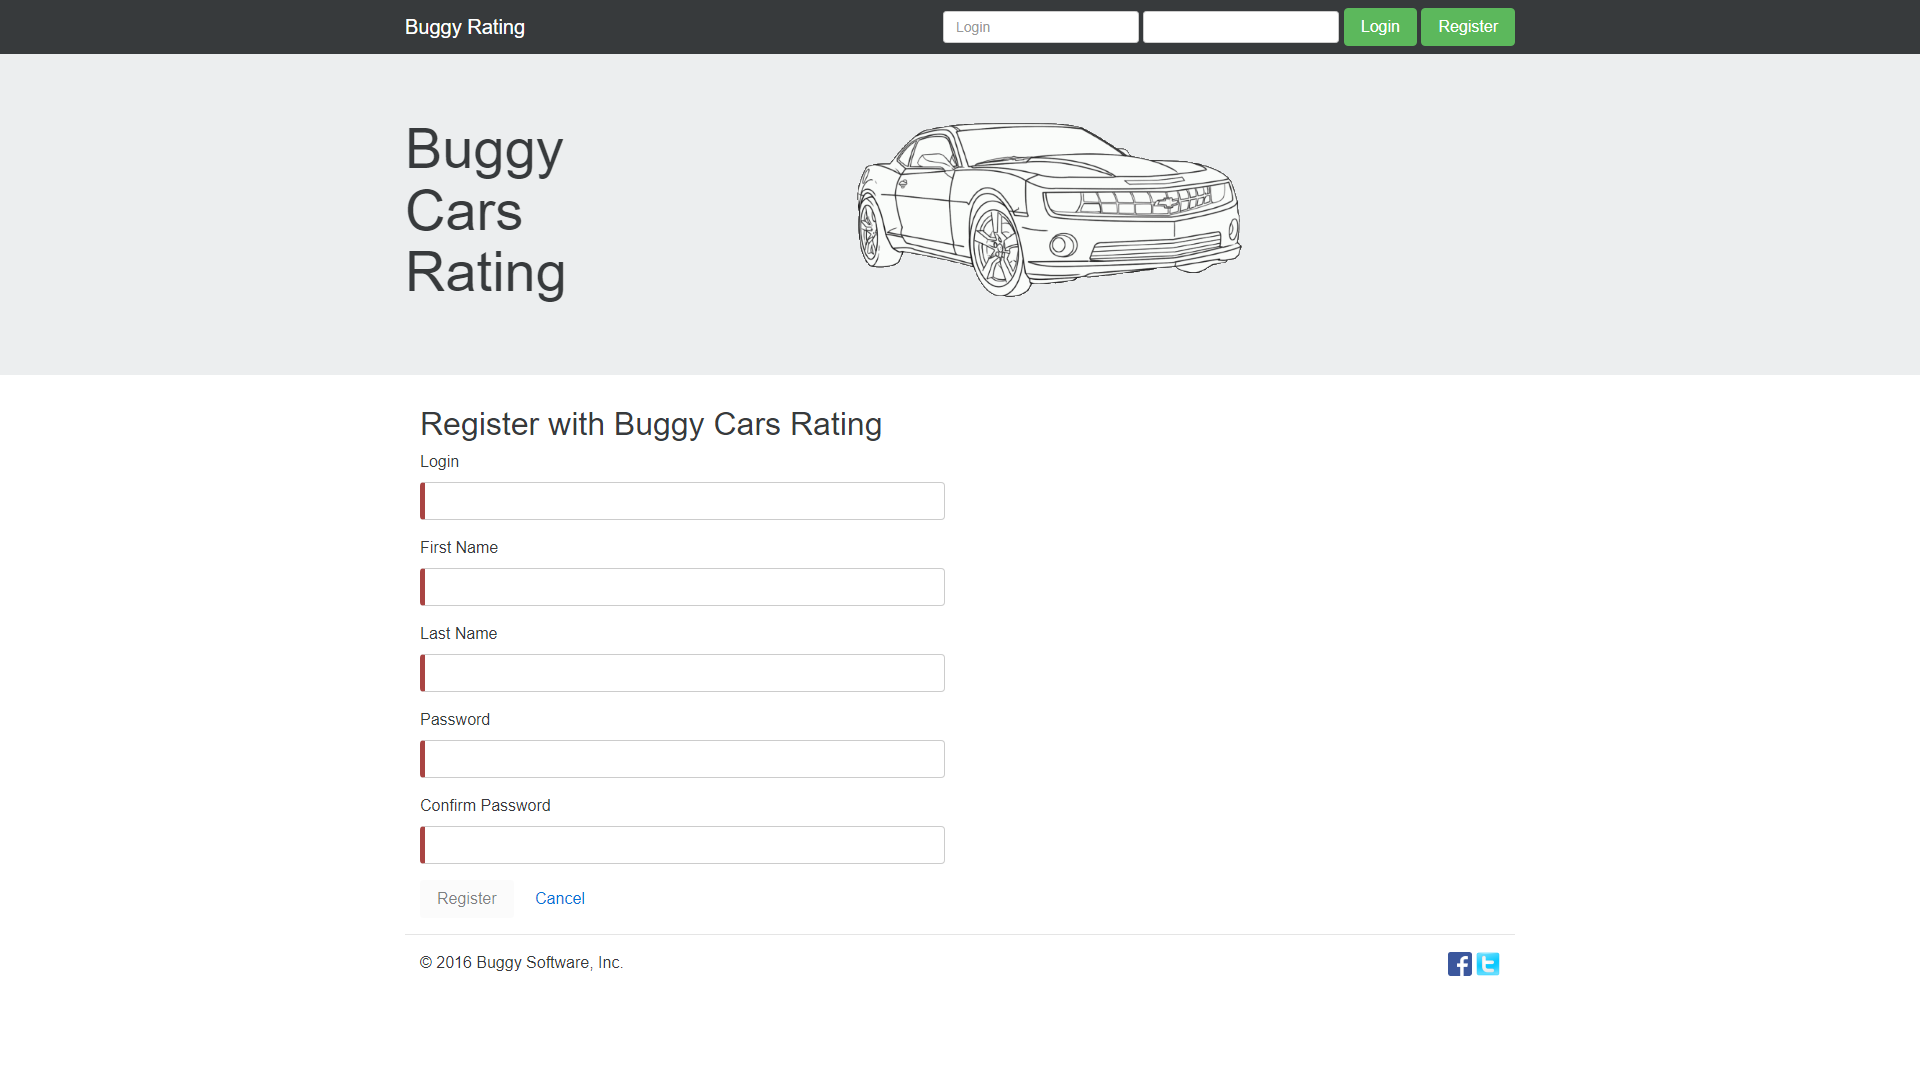 Buggy Rating
Login
Login
Register
Buggy
Cars
Rating
Register with Buggy Cars Rating
Login
First Name
Last Name
Password
Confirm Password
Register
Cancel
© 2016 Buggy Software, Inc.